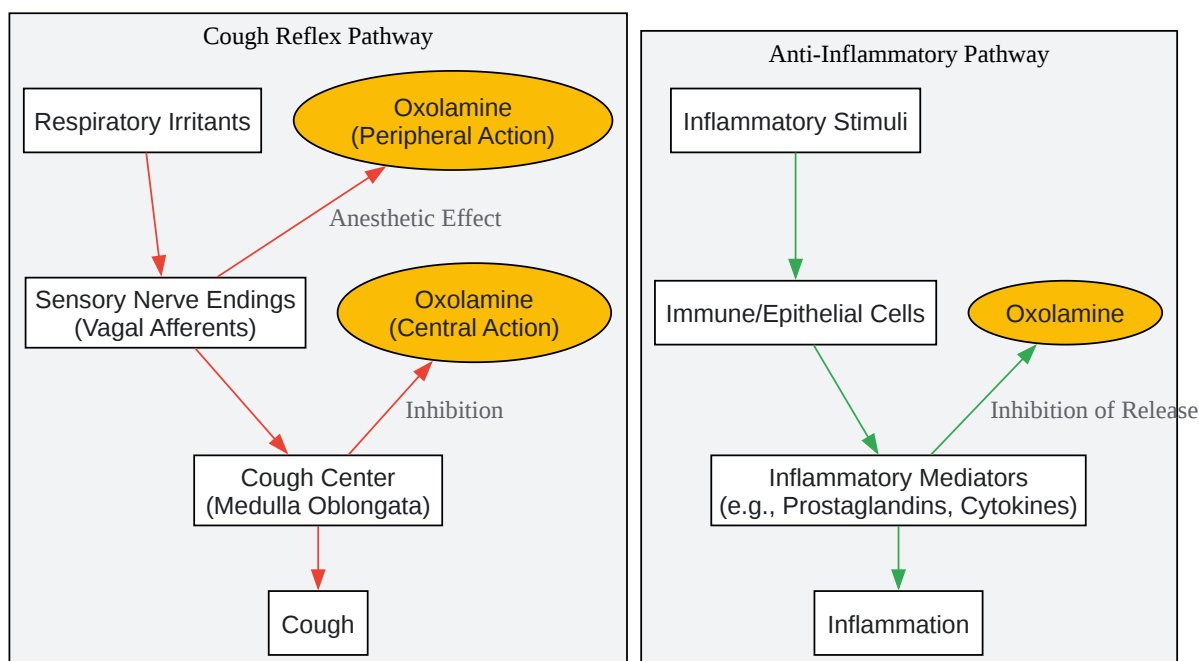 Cough Reflex Pathway
Respiratory Irritants
Oxolamine
(Peripheral Action)
Anesthetic Effect
Sensory Nerve Endings
(Vagal Afferents)
Oxolamine
(Central Action)
Inhibition
Cough Center
(Medulla Oblongata)
Cough
Anti-Inflammatory Pathway
Inflammatory Stimuli
Immune/Epithelial Cells
Oxolamine
Inhibition of Release
Inflammatory Mediators
(e.g., Prostaglandins, Cytokines)
Inflammation